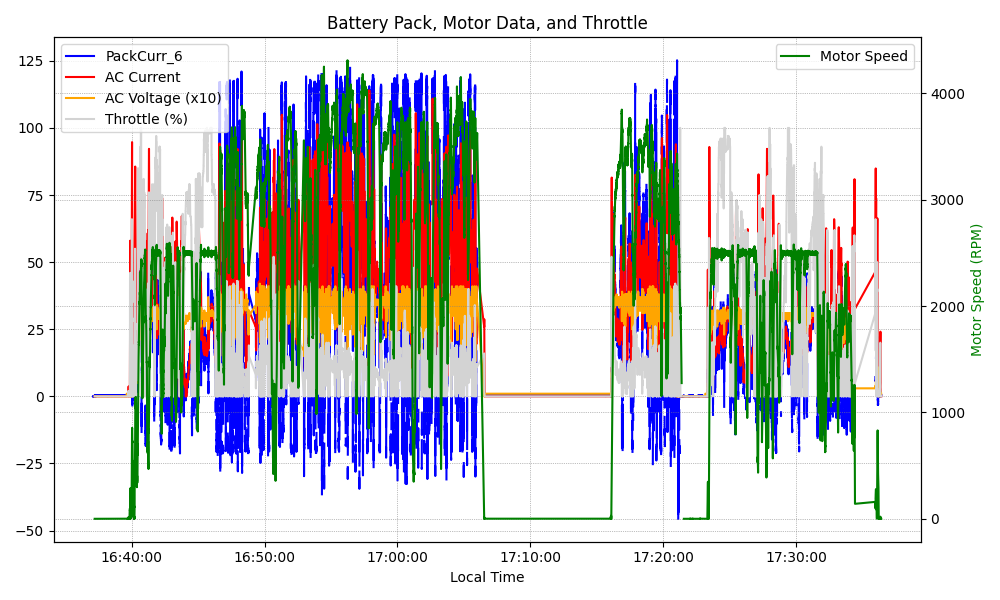 Battery Pack, Motor Data, and Throttle
PackCurr_6
AC Current
AC Voltage (x10)
Throttle (%)
Motor Speed
125
100
75
50
25
0
−25
−50
4000
3000
2000
1000
0
Motor Speed (RPM)
16:40:00 16:50:00 17:00:00 17:10:00 17:20:00 17:30:00
Local Time